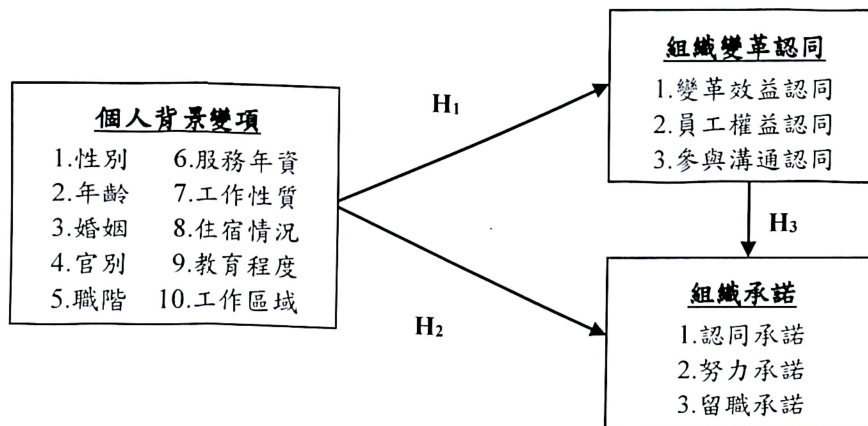 個人背景變項
1.性別 6.服務年資
2.年齡 7.工作性質
3.婚姻 8.住宿情況
4.官別 9.教育程度
5.職階 10.工作區域
H1
H2
組織變革認同
1.變革效益認同
2.員工權益認同
3.參與溝通認同
H3
組織承諾
1.認同承諾
2.努力承諾
3.留職承諾